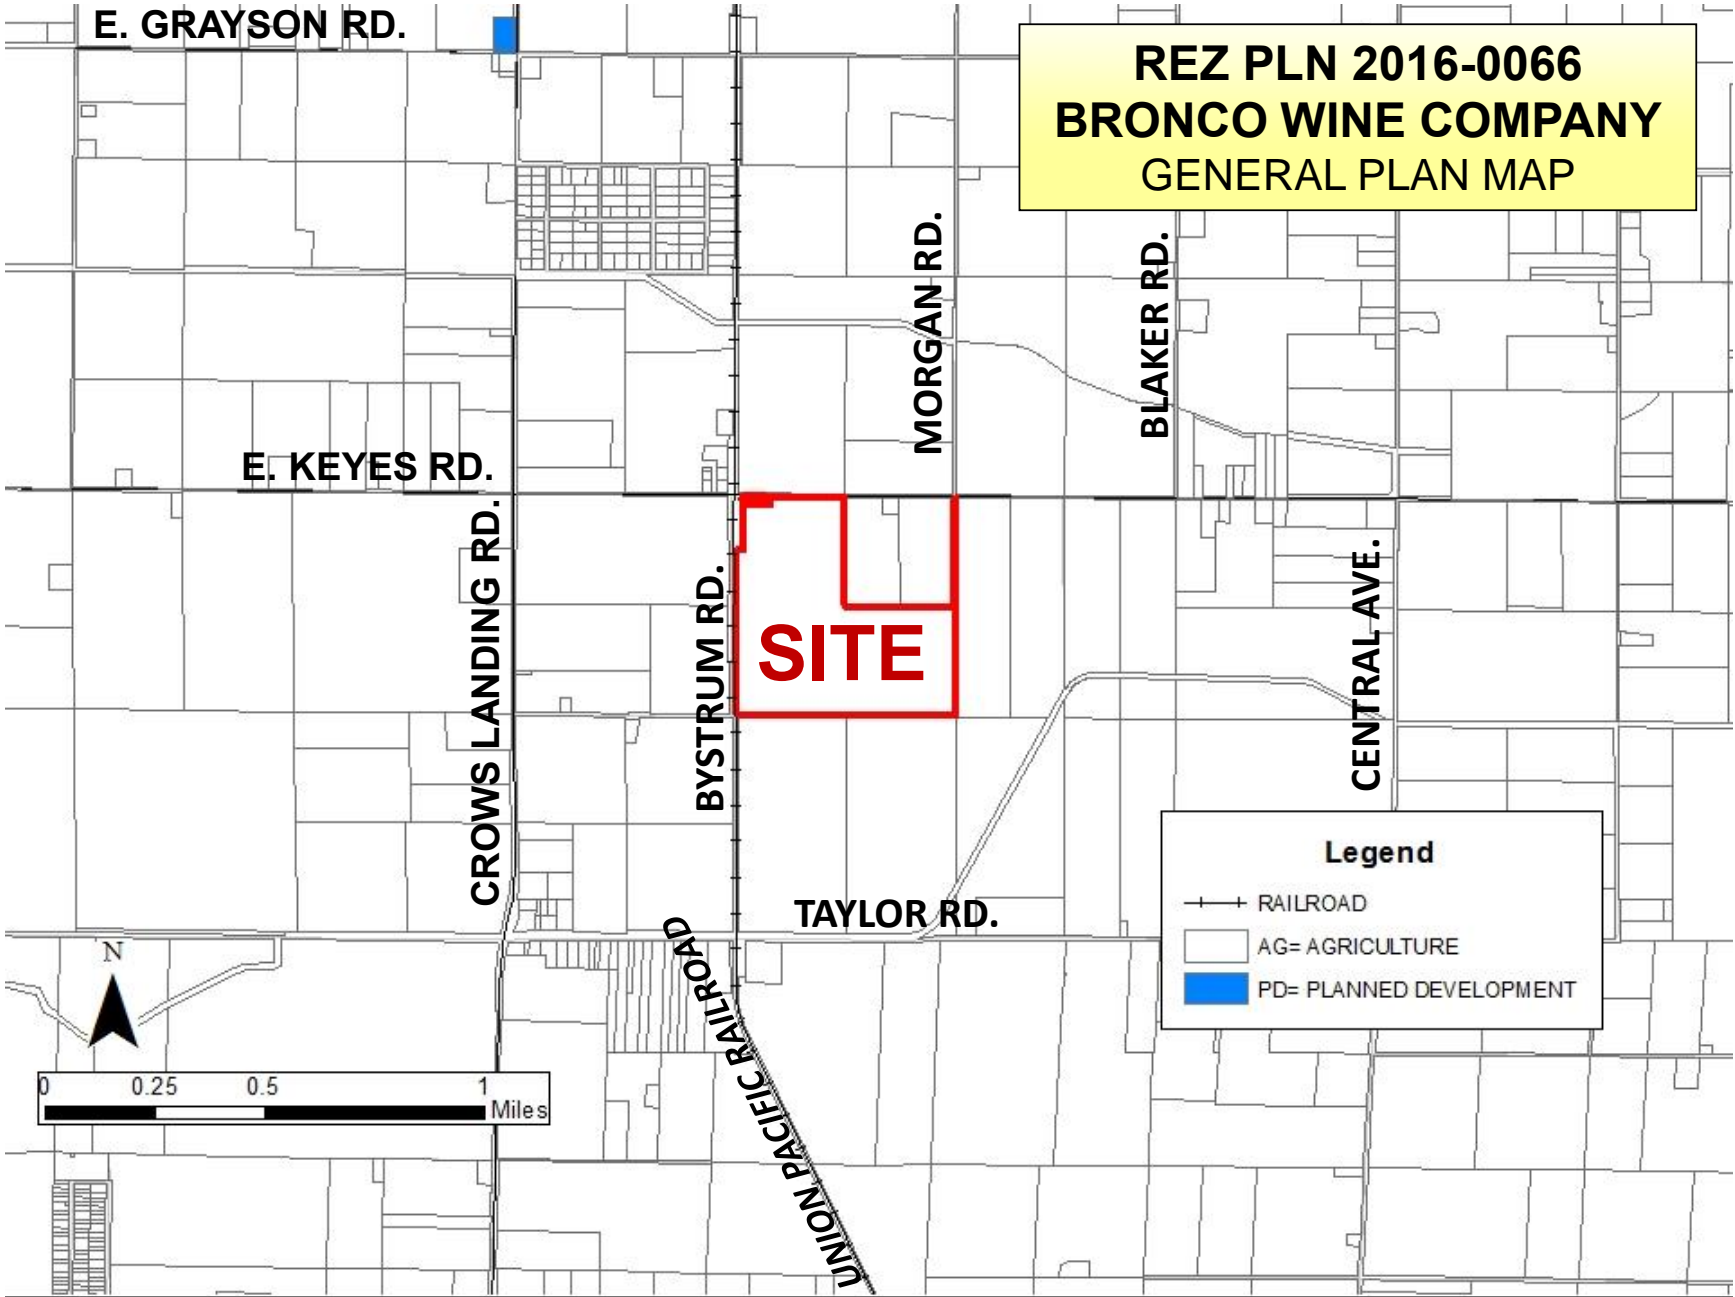 E. GRAYSON RD.
REZ PLN 2016-0066
BRONCO WINE COMPANY
GENERAL PLAN MAP
MORGAN RD.
BLAKER RD.
E. KEYES RD.
CROWS LANDING RD.
BYSTRUM RD.
SITE
CENTRAL AVE.
TAYLOR RD.
UNION PACIFIC RAILROAD
Legend
RAILROAD
AG= AGRICULTURE
PD= PLANNED DEVELOPMENT
N
0 0.25 0.5 1
Miles